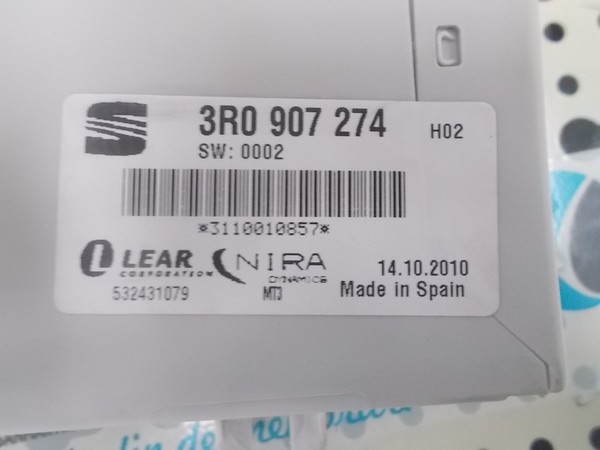 3R0 907 274 H02
SW: 0002
*3110010857*
LEAR
CORPORATION
NIRA
DYNAMICS
532431079
MT3
14.10.2010
Made in Spain